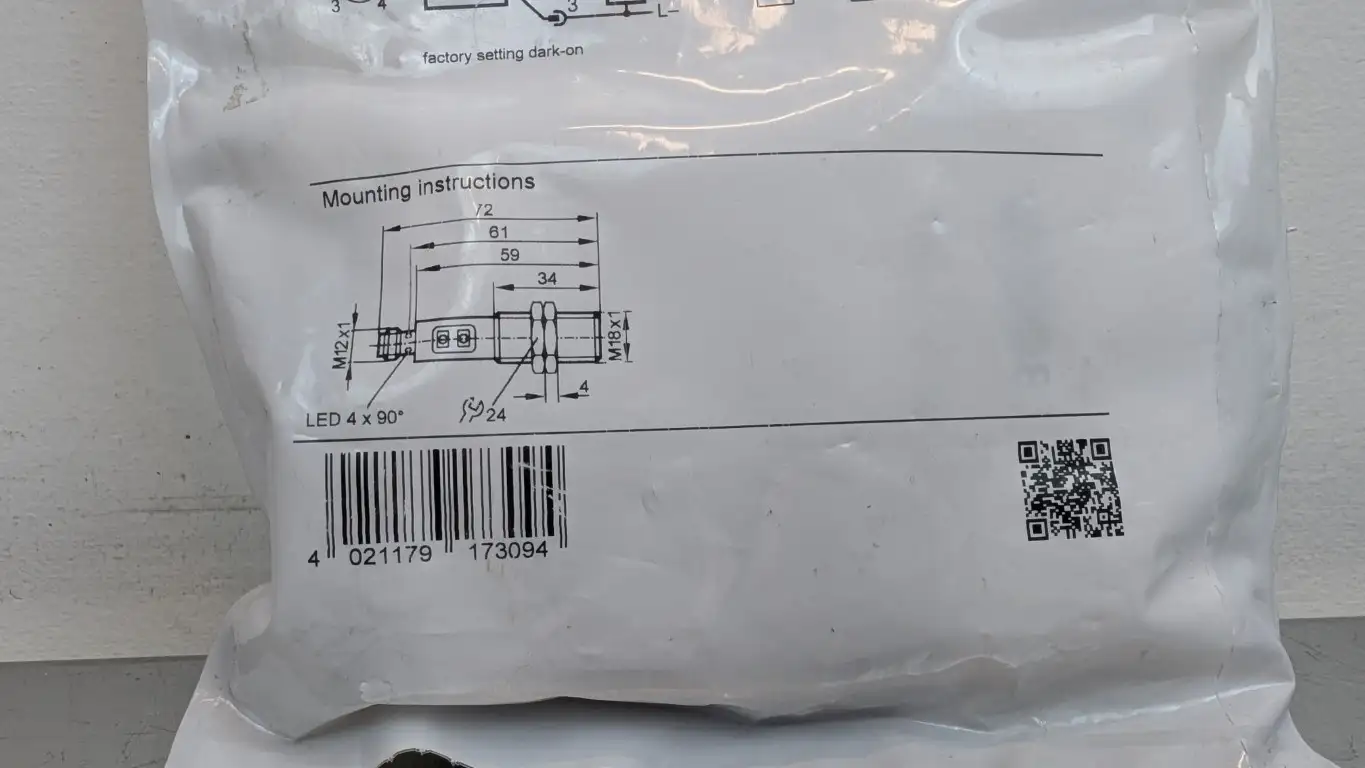 3 4
3
L–
factory setting dark-on
Mounting instructions
72
61
59
34
M12x1
M18x1
4
LED 4 x 90°
24
4 021179 173094